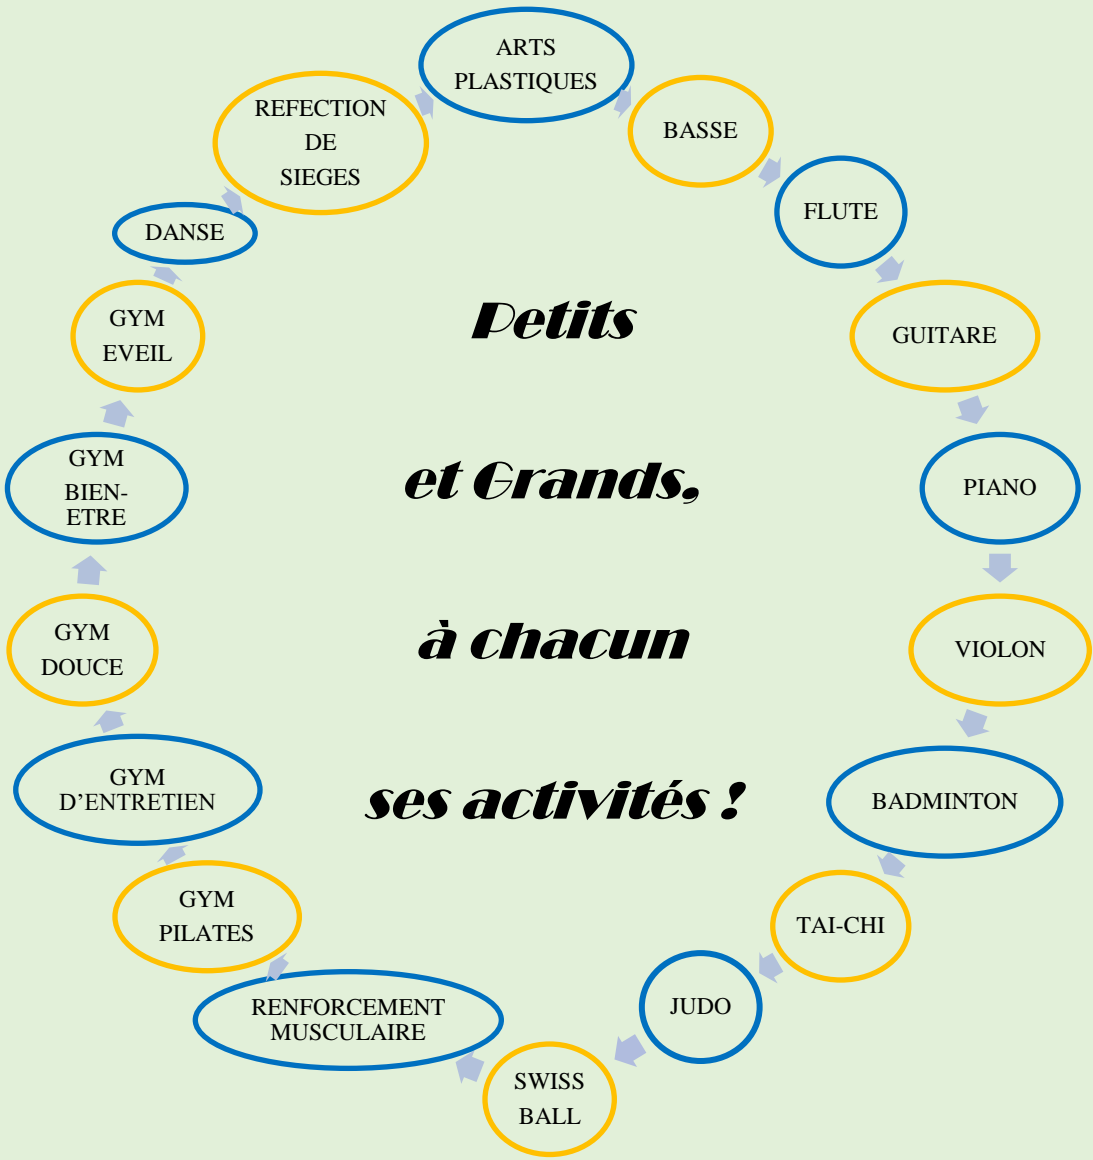 ARTS
PLASTIQUES
BASSE
FLUTE
GUITARE
PIANO
VIOLON
BADMINTON
TAI-CHI
JUDO
SWISS
BALL
RENFORCEMENT
MUSCULAIRE
GYM
PILATES
GYM
D’ENTRETIEN
GYM
DOUCE
GYM
BIEN-
ETRE
GYM
EVEIL
DANSE
REFECTION
DE
SIEGES
Petits
et Grands,
à chacun
ses activités !